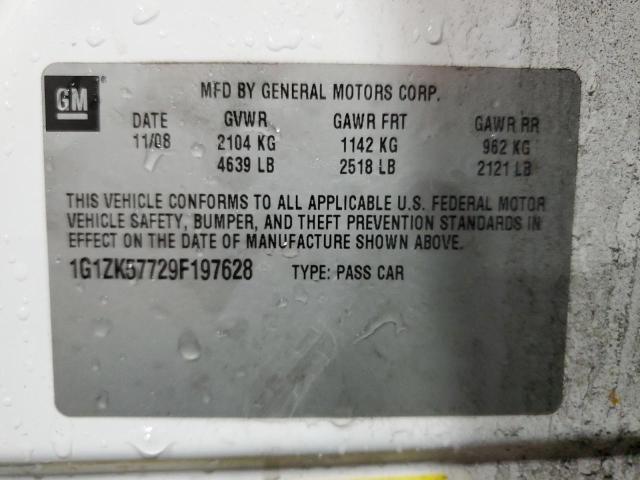 GM
MFD BY GENERAL MOTORS CORP.
DATE GVWR GAWR FRT GAWR RR
11/08 2104 KG 1142 KG 962 KG
4639 LB 2518 LB 2121 LB
THIS VEHICLE CONFORMS TO ALL APPLICABLE U.S. FEDERAL MOTOR
VEHICLE SAFETY, BUMPER, AND THEFT PREVENTION STANDARDS IN
EFFECT ON THE DATE OF MANUFACTURE SHOWN ABOVE.
1G1ZK57729F197628 TYPE: PASS CAR